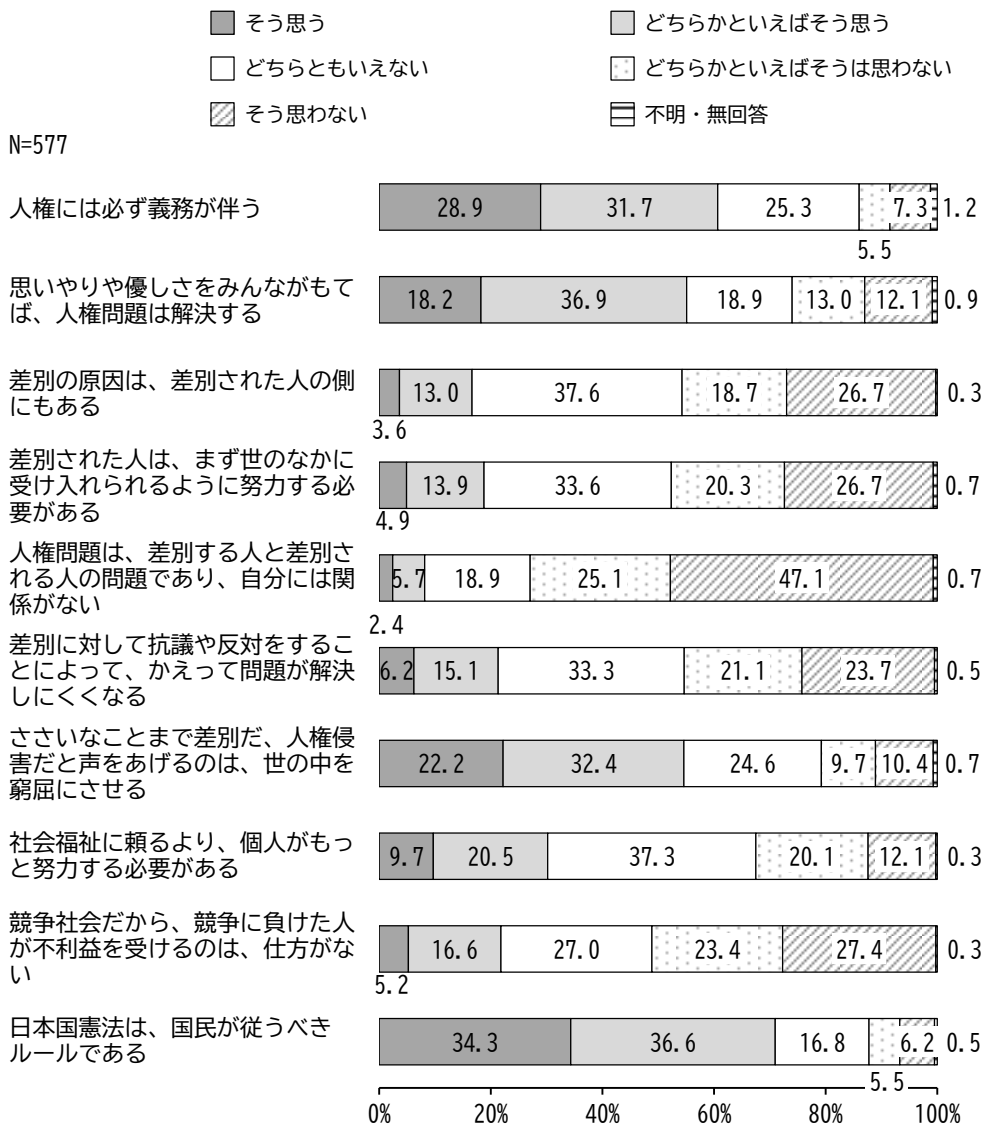 そう思う
どちらかといえばそう思う
どちらともいえない
どちらかといえばそうは思わない
そう思わない
不明・無回答
N=577
人権には必ず義務が伴う
28.9 31.7 25.3 7.3 1.2
5.5
思いやりや優しさをみんながもて
ば、人権問題は解決する
18.2 36.9 18.9 13.0 12.1 0.9
差別の原因は、差別された人の側
にもある
13.0 37.6 18.7 26.7 0.3
3.6
差別された人は、まず世のなかに
受け入れられるように努力する必
要がある
13.9 33.6 20.3 26.7 0.7
4.9
人権問題は、差別する人と差別さ
れる人の問題であり、自分には関
係がない
5.7 18.9 25.1 47.1 0.7
2.4
差別に対して抗議や反対をするこ
とによって、かえって問題が解決
しにくくなる
6.2 15.1 33.3 21.1 23.7 0.5
ささいなことまで差別だ、人権侵
害だと声をあげるのは、世の中を
窮屈にさせる
22.2 32.4 24.6 9.7 10.4 0.7
社会福祉に頼るより、個人がもっ
と努力する必要がある
9.7 20.5 37.3 20.1 12.1 0.3
競争社会だから、競争に負けた人
が不利益を受けるのは、仕方がな
い
16.6 27.0 23.4 27.4 0.3
5.2
日本国憲法は、国民が従うべき
ルールである
34.3 36.6 16.8 6.2 0.5
5.5
0% 20% 40% 60% 80% 100%